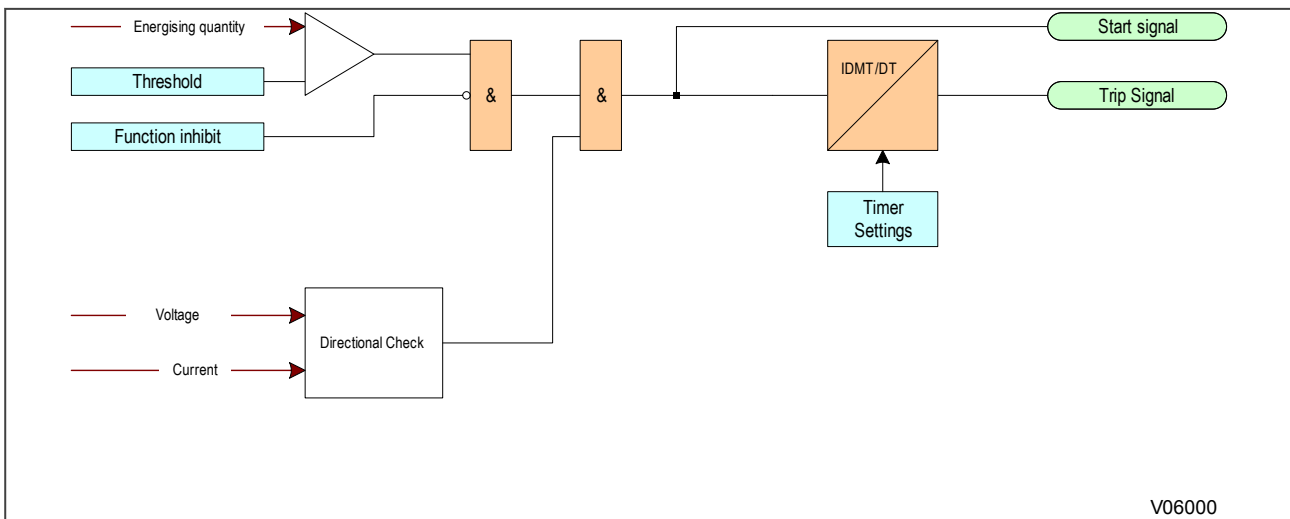 Energising quantity
Start signal
Threshold
IDMT/DT
&
&
Trip Signal
Function inhibit
Timer
Settings
Voltage
Directional Check
Current
V06000